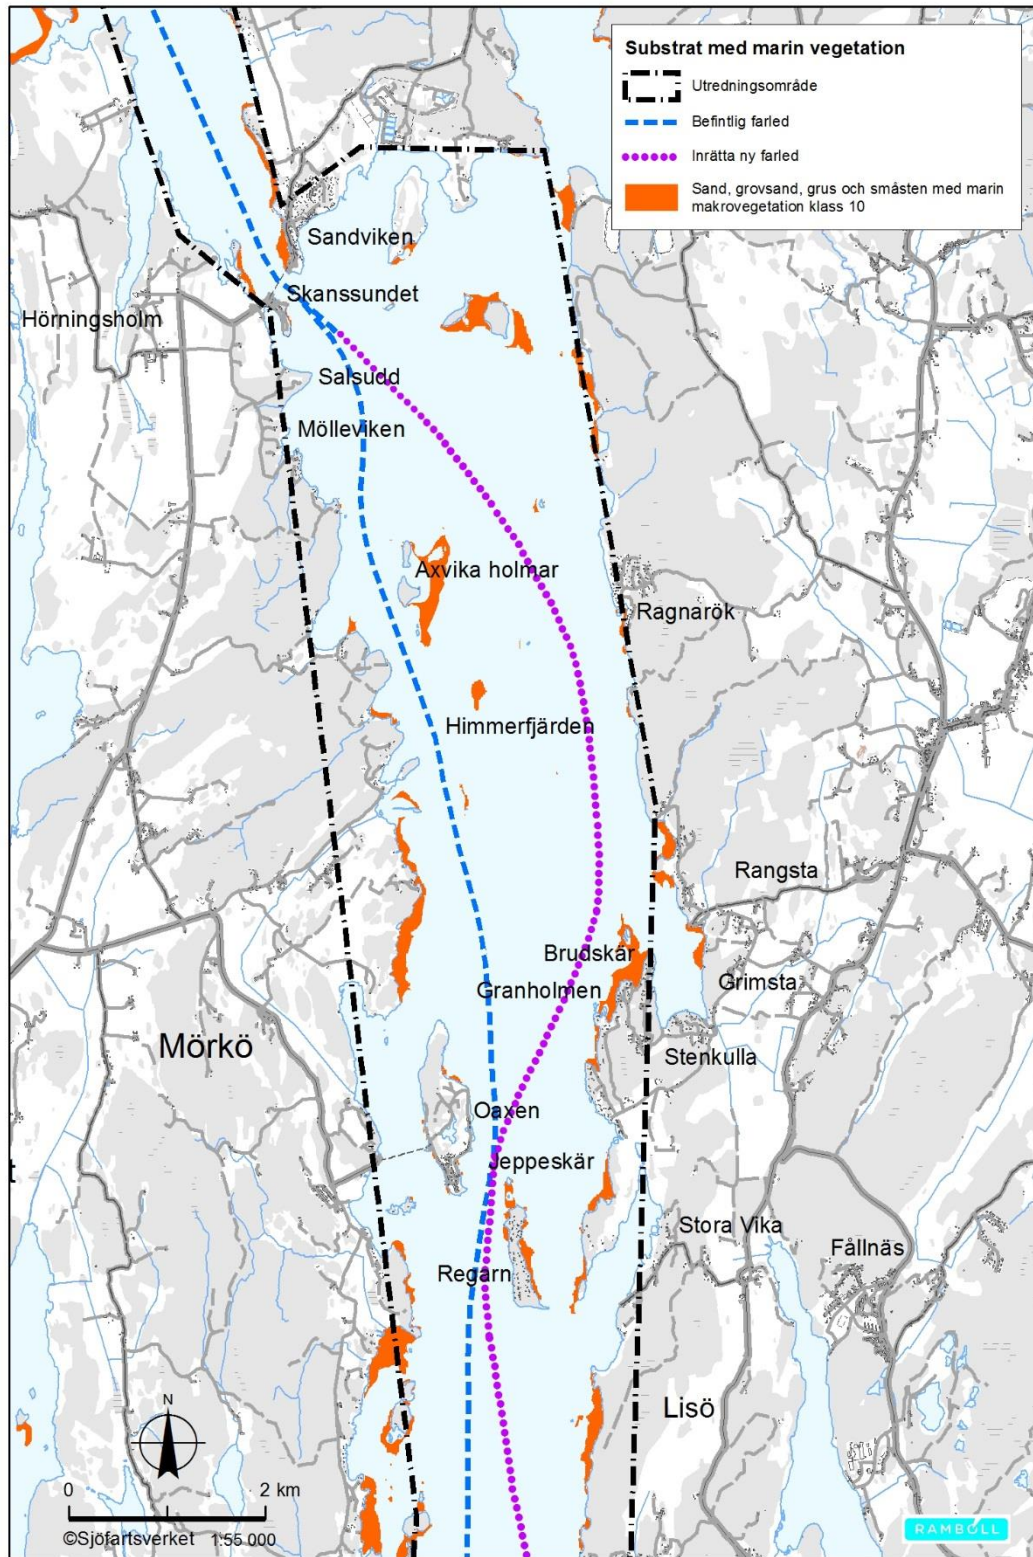 Substrat med marin vegetation
Utredningsområde
Befintlig farled
Inrätta ny farled
Sand, grovsand, grus och småsten med marin
makrovegetation klass 10
Sandviken
Skanssundet
Hörningsholm
Salsudd
Mölleviken
Axvika holmar
Ragnarök
Himmerfjärden
Rangsta
Brudskär
Grimsta
Granholmen
Mörkö
Stenkulla
Oaxen
Jeppeskär
Stora Vika
Fållnäs
Regarn
Lisö
N
0 2 km
©Sjöfartsverket 1:55 000
RAMBOLL